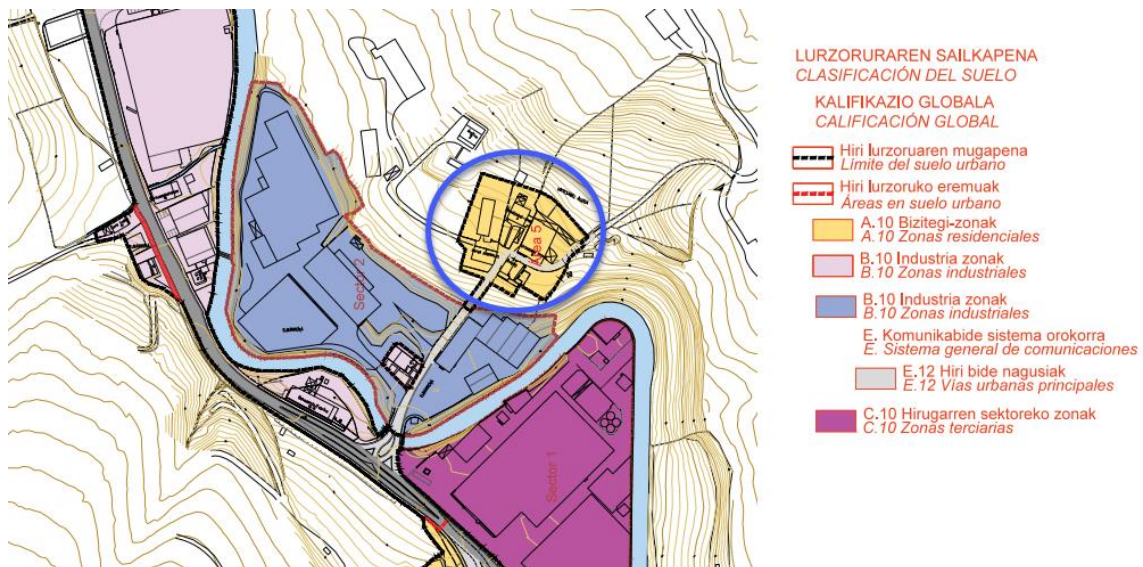 LURZORURAREN SAILKAPENA
CLASIFICACIÓN DEL SUELO
KALIFIKAZIO GLOBALA
CALIFICACIÓN GLOBAL
Hiri lurzoruaren mugapena
Límite del suelo urbano
Hiri lurzoruko eremuak
Áreas en suelo urbano
A.10 Bizitegi-zonak
A.10 Zonas residenciales
B.10 Industria zonak
B.10 Zonas industriales
B.10 Industria zonak
B.10 Zonas industriales
E. Komunikabide sistema orokorra
E. Sistema general de comunicaciones
E.12 Hiri bide nagusiak
E.12 Vías urbanas principales
C.10 Hirugarren sektoreko zonak
C.10 Zonas terciarias
Área 5
Sector 2
Sector 1